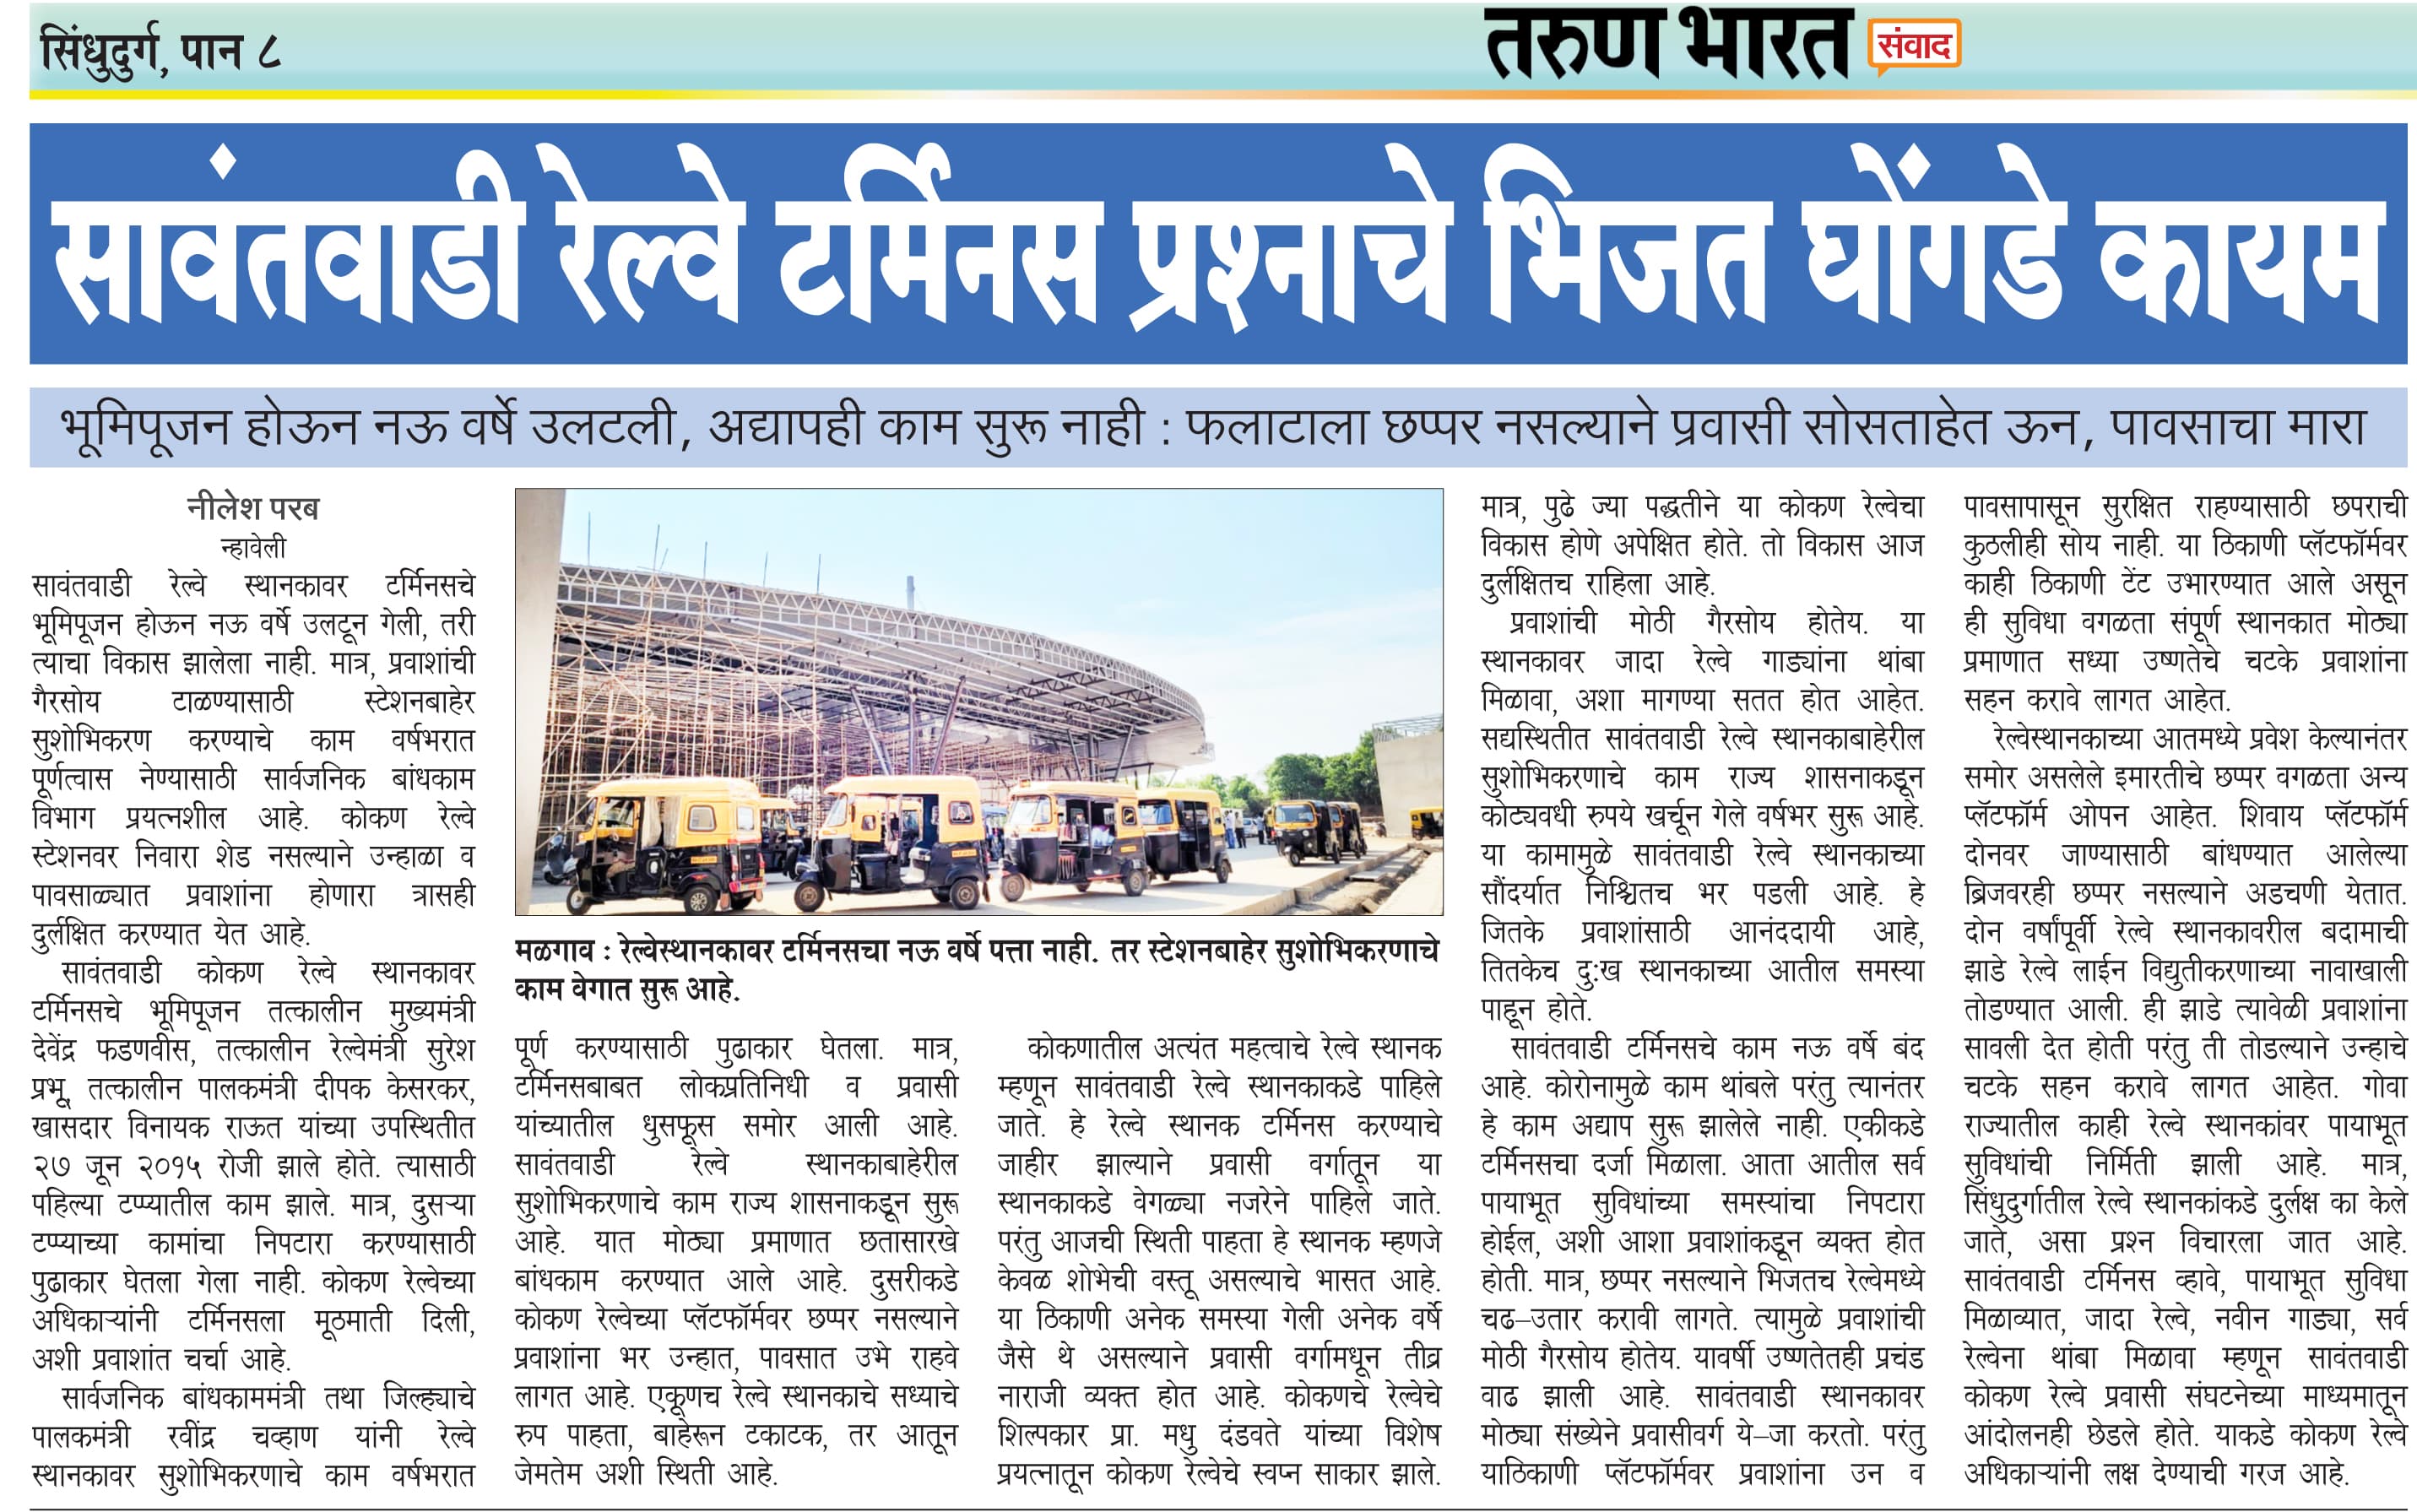 सिंधुदुर्ग, पान ८
तरुण भारत
संवाद
सावंतवाडी रेल्वे टर्मिनस प्रश्नाचे भिजत घोंगडे कायम
भूमिपूजन होऊन नऊ वर्षे उलटली, अद्यापही काम सुरू नाही : फलाटाला छप्पर नसल्याने प्रवासी सोसताहेत ऊन, पावसाचा मारा
नीलेश परब
न्हावेली
सावंतवाडी रेल्वे स्थानकावर टर्मिनसचे
भूमिपूजन होऊन नऊ वर्षे उलटून गेली, तरी
त्याचा विकास झालेला नाही. मात्र, प्रवाशांची
गैरसोय टाळण्यासाठी स्टेशनबाहेर
सुशोभिकरण करण्याचे काम वर्षभरात
पूर्णत्वास नेण्यासाठी सार्वजनिक बांधकाम
विभाग प्रयत्नशील आहे. कोकण रेल्वे
स्टेशनवर निवारा शेड नसल्याने उन्हाळा व
पावसाळ्यात प्रवाशांना होणारा त्रासही
दुर्लक्षित करण्यात येत आहे.
सावंतवाडी कोकण रेल्वे स्थानकावर
टर्मिनसचे भूमिपूजन तत्कालीन मुख्यमंत्री
देवेंद्र फडणवीस, तत्कालीन रेल्वेमंत्री सुरेश
प्रभू, तत्कालीन पालकमंत्री दीपक केसरकर,
खासदार विनायक राऊत यांच्या उपस्थितीत
२७ जून २०१५ रोजी झाले होते. त्यासाठी
पहिल्या टप्प्यातील काम झाले. मात्र, दुसऱ्या
टप्प्याच्या कामांचा निपटारा करण्यासाठी
पुढाकार घेतला गेला नाही. कोकण रेल्वेच्या
अधिकाऱ्यांनी टर्मिनसला मूठमाती दिली,
अशी प्रवाशांत चर्चा आहे.
सार्वजनिक बांधकाममंत्री तथा जिल्ह्याचे
पालकमंत्री रवींद्र चव्हाण यांनी रेल्वे
स्थानकावर सुशोभिकरणाचे काम वर्षभरात
मळगाव : रेल्वेस्थानकावर टर्मिनसचा नऊ वर्षे पत्ता नाही. तर स्टेशनबाहेर सुशोभिकरणाचे
काम वेगात सुरू आहे.
पूर्ण करण्यासाठी पुढाकार घेतला. मात्र,
टर्मिनसबाबत लोकप्रतिनिधी व प्रवासी
यांच्यातील धुसफूस समोर आली आहे.
सावंतवाडी रेल्वे स्थानकाबाहेरील
सुशोभिकरणाचे काम राज्य शासनाकडून सुरू
आहे. यात मोठ्या प्रमाणात छतासारखे
बांधकाम करण्यात आले आहे. दुसरीकडे
कोकण रेल्वेच्या प्लॅटफॉर्मवर छप्पर नसल्याने
प्रवाशांना भर उन्हात, पावसात उभे राहवे
लागत आहे. एकूणच रेल्वे स्थानकाचे सध्याचे
रुप पाहता, बाहेरून टकाटक, तर आतून
जेमतेम अशी स्थिती आहे.
कोकणातील अत्यंत महत्वाचे रेल्वे स्थानक
म्हणून सावंतवाडी रेल्वे स्थानकाकडे पाहिले
जाते. हे रेल्वे स्थानक टर्मिनस करण्याचे
जाहीर झाल्याने प्रवासी वर्गातून या
स्थानकाकडे वेगळ्या नजरेने पाहिले जाते.
परंतु आजची स्थिती पाहता हे स्थानक म्हणजे
केवळ शोभेची वस्तू असल्याचे भासत आहे.
या ठिकाणी अनेक समस्या गेली अनेक वर्षे
जैसे थे असल्याने प्रवासी वर्गामधून तीव्र
नाराजी व्यक्त होत आहे. कोकणचे रेल्वेचे
शिल्पकार प्रा. मधु दंडवते यांच्या विशेष
प्रयत्नातून कोकण रेल्वेचे स्वप्न साकार झाले.
मात्र, पुढे ज्या पद्धतीने या कोकण रेल्वेचा
विकास होणे अपेक्षित होते. तो विकास आज
दुर्लक्षितच राहिला आहे.
प्रवाशांची मोठी गैरसोय होतेय. या
स्थानकावर जादा रेल्वे गाड्यांना थांबा
मिळावा, अशा मागण्या सतत होत आहेत.
सद्यस्थितीत सावंतवाडी रेल्वे स्थानकाबाहेरील
सुशोभिकरणाचे काम राज्य शासनाकडून
कोट्यवधी रुपये खर्चून गेले वर्षभर सुरू आहे.
या कामामुळे सावंतवाडी रेल्वे स्थानकाच्या
सौंदर्यात निश्चितच भर पडली आहे. हे
जितके प्रवाशांसाठी आनंददायी आहे,
तितकेच दुःख स्थानकाच्या आतील समस्या
पाहून होते.
सावंतवाडी टर्मिनसचे काम नऊ वर्षे बंद
आहे. कोरोनामुळे काम थांबले परंतु त्यानंतर
हे काम अद्याप सुरू झालेले नाही. एकीकडे
टर्मिनसचा दर्जा मिळाला. आता आतील सर्व
पायाभूत सुविधांच्या समस्यांचा निपटारा
होईल, अशी आशा प्रवाशांकडून व्यक्त होत
होती. मात्र, छप्पर नसल्याने भिजतच रेल्वेमध्ये
चढ–उतार करावी लागते. त्यामुळे प्रवाशांची
मोठी गैरसोय होतेय. यावर्षी उष्णतेतही प्रचंड
वाढ झाली आहे. सावंतवाडी स्थानकावर
मोठ्या संख्येने प्रवासीवर्ग ये–जा करतो. परंतु
याठिकाणी प्लॅटफॉर्मवर प्रवाशांना उन व
पावसापासून सुरक्षित राहण्यासाठी छपराची
कुठलीही सोय नाही. या ठिकाणी प्लॅटफॉर्मवर
काही ठिकाणी टेंट उभारण्यात आले असून
ही सुविधा वगळता संपूर्ण स्थानकात मोठ्या
प्रमाणात सध्या उष्णतेचे चटके प्रवाशांना
सहन करावे लागत आहेत.
रेल्वेस्थानकाच्या आतमध्ये प्रवेश केल्यानंतर
समोर असलेले इमारतीचे छप्पर वगळता अन्य
प्लॅटफॉर्म ओपन आहेत. शिवाय प्लॅटफॉर्म
दोनवर जाण्यासाठी बांधण्यात आलेल्या
ब्रिजवरही छप्पर नसल्याने अडचणी येतात.
दोन वर्षांपूर्वी रेल्वे स्थानकावरील बदामाची
झाडे रेल्वे लाईन विद्युतीकरणाच्या नावाखाली
तोडण्यात आली. ही झाडे त्यावेळी प्रवाशांना
सावली देत होती परंतु ती तोडल्याने उन्हाचे
चटके सहन करावे लागत आहेत. गोवा
राज्यातील काही रेल्वे स्थानकांवर पायाभूत
सुविधांची निर्मिती झाली आहे. मात्र,
सिंधुदुर्गातील रेल्वे स्थानकांकडे दुर्लक्ष का केले
जाते, असा प्रश्न विचारला जात आहे.
सावंतवाडी टर्मिनस व्हावे, पायाभूत सुविधा
मिळाव्यात, जादा रेल्वे, नवीन गाड्या, सर्व
रेल्वेना थांबा मिळावा म्हणून सावंतवाडी
कोकण रेल्वे प्रवासी संघटनेच्या माध्यमातून
आंदोलनही छेडले होते. याकडे कोकण रेल्वे
अधिकाऱ्यांनी लक्ष देण्याची गरज आहे.